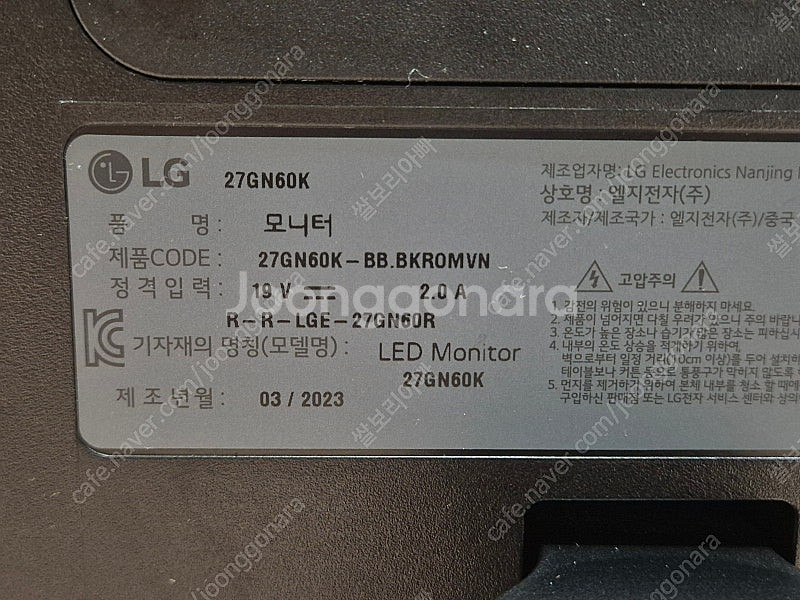 LG 27GN60K
품 명 : 모니터
제품CODE : 27GN60K-BB.BKROMVN
정격입력 : 19 V ⎓ 2.0 A
R-R-LGE-27GN60R
기자재의 명칭(모델명) : LED Monitor
27GN60K
제조년월 : 03 / 2023
제조업자명: LG Electronics Nanjing
상호명 : 엘지전자(주)
제조자/제조국가 : 엘지전자(주)/중국
고압주의
1. 감전의 위험이 있으니 분해하지 마세요.
2. 제품이 넘어지면 다칠 우려가 있으니 주의 바랍니
3. 온도가 높은 장소나 습기가 많은 장소는 피하십시
4. 내부의 온도 상승을 적게하기 위하여,
벽으로부터 일정 거리(10cm 이상)를 두어 설치하
테이블보나 커튼 등으로 통풍구가 막히지 않도록
5. 먼지를 제거하기 위하여 본체 내부를 청소 할 때에
구입하신 판매점 또는 LG전자 서비스 센터와 상의
Joonggonara
cafe.naver.com/joonggonara
쌀보리아빠